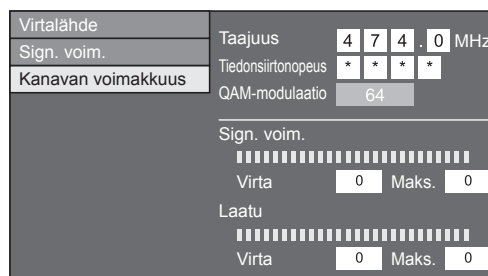 Virtalähde
Sign. voim.
Kanavan voimakkuus
Taajuus 4 7 4 . 0 MHz
Tiedonsiirtonopeus * * * *
QAM-modulaatio 64
Sign. voim.
Virta 0 Maks. 0
Laatu
Virta 0 Maks. 0